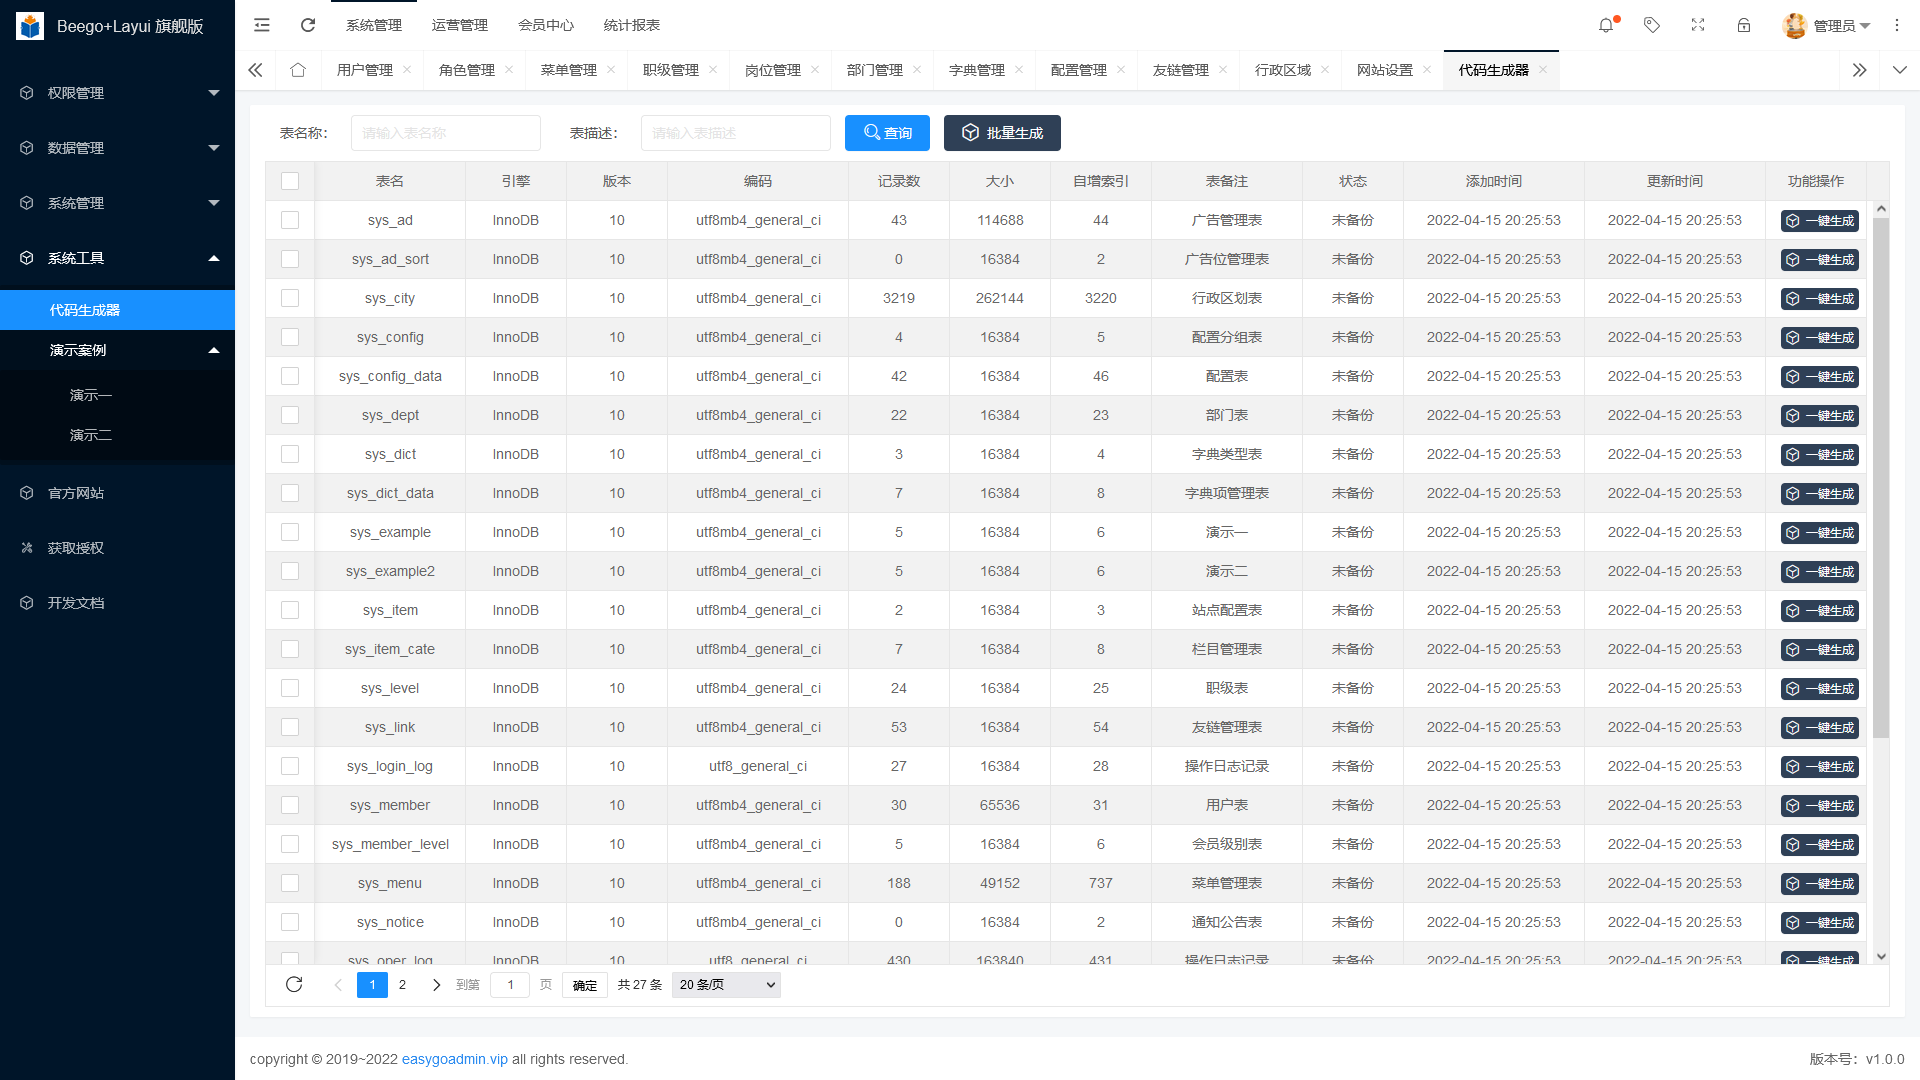 Beego+Layui 旗舰版
系统管理 运营管理 会员中心 统计报表
管理员
用户管理 角色管理 菜单管理 职级管理 岗位管理 部门管理 字典管理 配置管理 友链管理 行政区域 网站设置 代码生成器
权限管理
数据管理
系统管理
系统工具
代码生成器
演示案例
演示一
演示二
官方网站
获取授权
开发文档
表名称： 请输入表名称 表描述： 请输入表描述 查询 批量生成
表名 引擎 版本 编码 记录数 大小 自增索引 表备注 状态 添加时间 更新时间 功能操作
sys_ad InnoDB 10 utf8mb4_general_ci 43 114688 44 广告管理表 未备份 2022-04-15 20:25:53 2022-04-15 20:25:53 一键生成
sys_ad_sort InnoDB 10 utf8mb4_general_ci 0 16384 2 广告位管理表 未备份 2022-04-15 20:25:53 2022-04-15 20:25:53 一键生成
sys_city InnoDB 10 utf8mb4_general_ci 3219 262144 3220 行政区划表 未备份 2022-04-15 20:25:53 2022-04-15 20:25:53 一键生成
sys_config InnoDB 10 utf8mb4_general_ci 4 16384 5 配置分组表 未备份 2022-04-15 20:25:53 2022-04-15 20:25:53 一键生成
sys_config_data InnoDB 10 utf8mb4_general_ci 42 16384 46 配置表 未备份 2022-04-15 20:25:53 2022-04-15 20:25:53 一键生成
sys_dept InnoDB 10 utf8mb4_general_ci 22 16384 23 部门表 未备份 2022-04-15 20:25:53 2022-04-15 20:25:53 一键生成
sys_dict InnoDB 10 utf8mb4_general_ci 3 16384 4 字典类型表 未备份 2022-04-15 20:25:53 2022-04-15 20:25:53 一键生成
sys_dict_data InnoDB 10 utf8mb4_general_ci 7 16384 8 字典项管理表 未备份 2022-04-15 20:25:53 2022-04-15 20:25:53 一键生成
sys_example InnoDB 10 utf8mb4_general_ci 5 16384 6 演示一 未备份 2022-04-15 20:25:53 2022-04-15 20:25:53 一键生成
sys_example2 InnoDB 10 utf8mb4_general_ci 5 16384 6 演示二 未备份 2022-04-15 20:25:53 2022-04-15 20:25:53 一键生成
sys_item InnoDB 10 utf8mb4_general_ci 2 16384 3 站点配置表 未备份 2022-04-15 20:25:53 2022-04-15 20:25:53 一键生成
sys_item_cate InnoDB 10 utf8mb4_general_ci 7 16384 8 栏目管理表 未备份 2022-04-15 20:25:53 2022-04-15 20:25:53 一键生成
sys_level InnoDB 10 utf8mb4_general_ci 24 16384 25 职级表 未备份 2022-04-15 20:25:53 2022-04-15 20:25:53 一键生成
sys_link InnoDB 10 utf8mb4_general_ci 53 16384 54 友链管理表 未备份 2022-04-15 20:25:53 2022-04-15 20:25:53 一键生成
sys_login_log InnoDB 10 utf8_general_ci 27 16384 28 操作日志记录 未备份 2022-04-15 20:25:53 2022-04-15 20:25:53 一键生成
sys_member InnoDB 10 utf8mb4_general_ci 30 65536 31 用户表 未备份 2022-04-15 20:25:53 2022-04-15 20:25:53 一键生成
sys_member_level InnoDB 10 utf8mb4_general_ci 5 16384 6 会员级别表 未备份 2022-04-15 20:25:53 2022-04-15 20:25:53 一键生成
sys_menu InnoDB 10 utf8mb4_general_ci 188 49152 737 菜单管理表 未备份 2022-04-15 20:25:53 2022-04-15 20:25:53 一键生成
sys_notice InnoDB 10 utf8mb4_general_ci 0 16384 2 通知公告表 未备份 2022-04-15 20:25:53 2022-04-15 20:25:53 一键生成
sys_oper_log InnoDB 10 utf8_general_ci 430 163840 431 操作日志记录 未备份 2022-04-15 20:25:53 2022-04-15 20:25:53 一键生成
1 2 到第 1 页 确定 共 27 条 20 条/页
copyright © 2019~2022 easygoadmin.vip all rights reserved. 版本号：v1.0.0